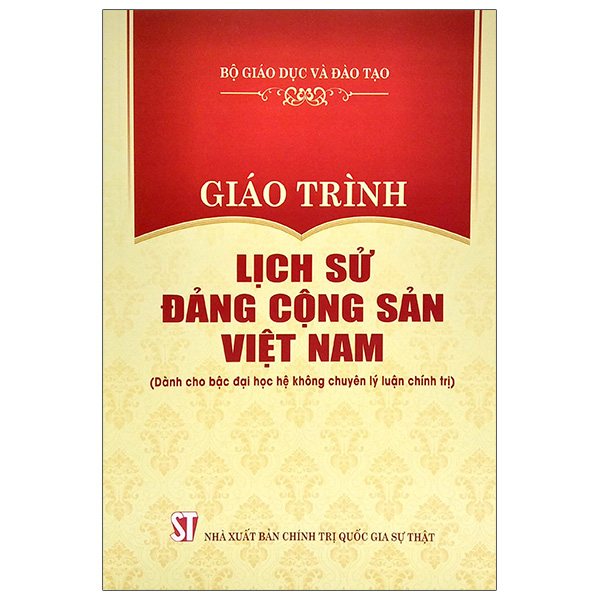 BỘ GIÁO DỤC VÀ ĐÀO TẠO
GIÁO TRÌNH
LỊCH SỬ
ĐẢNG CỘNG SẢN
VIỆT NAM
(Dành cho bậc đại học hệ không chuyên lý luận chính trị)
ST
NHÀ XUẤT BẢN CHÍNH TRỊ QUỐC GIA SỰ THẬT